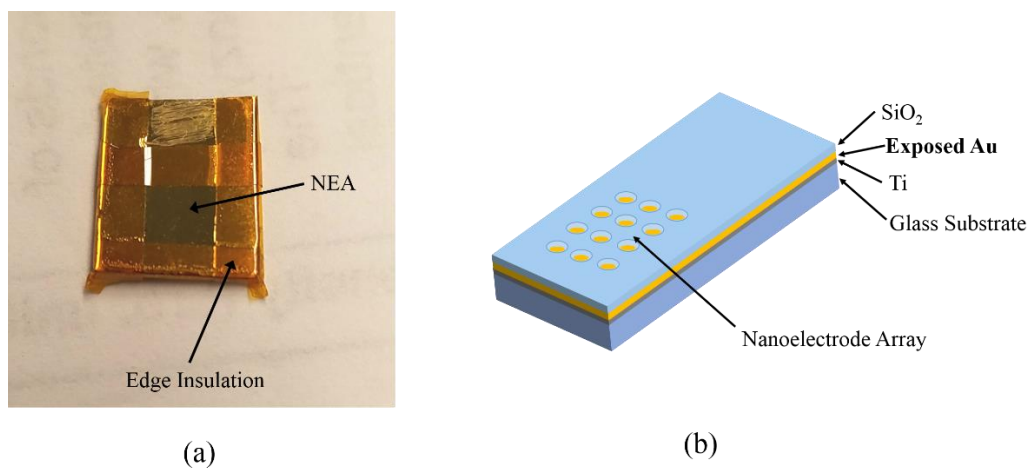 NEA
Edge Insulation
(a)
SiO₂
Exposed Au
Ti
Glass Substrate
Nanoelectrode Array
(b)